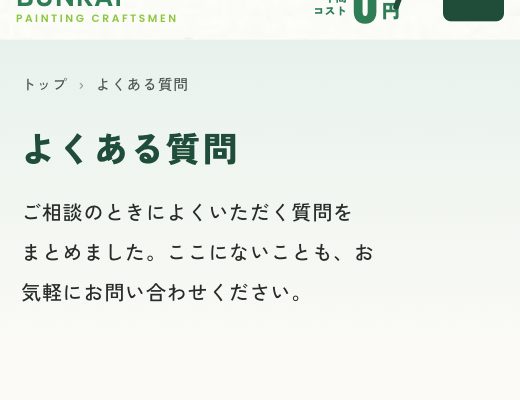 BUNKAI
PAINTING CRAFTSMEN
コスト
0円
トップ › よくある質問
よくある質問
ご相談のときによくいただく質問を
まとめました。ここにないことも、お
気軽にお問い合わせください。